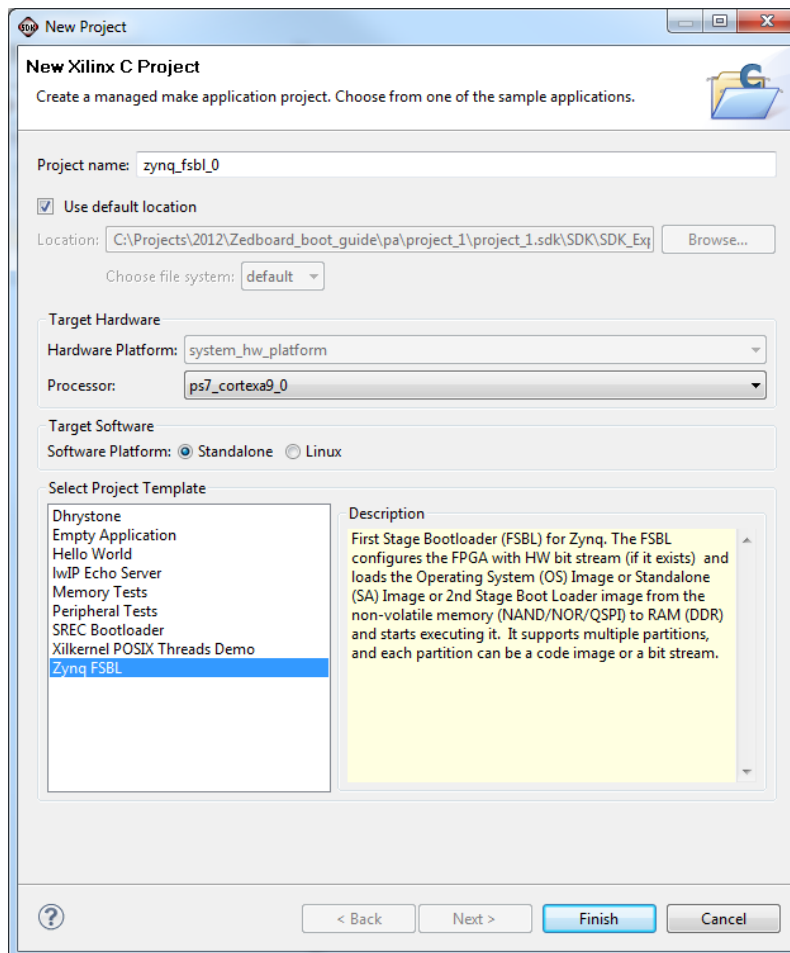 SDK New Project
New Xilinx C Project
Create a managed make application project. Choose from one of the sample applications.
C
Project name: zynq_fsbl_0
Use default location
Location: C:\Projects\2012\Zedboard_boot_guide\pa\project_1\project_1.sdk\SDK\SDK_Exp Browse...
Choose file system: default
Target Hardware
Hardware Platform: system_hw_platform
Processor: ps7_cortexa9_0
Target Software
Software Platform: Standalone Linux
Select Project Template
Dhrystone
Empty Application
Hello World
lwIP Echo Server
Memory Tests
Peripheral Tests
SREC Bootloader
Xilkernel POSIX Threads Demo
Zynq FSBL
Description
First Stage Bootloader (FSBL) for Zynq. The FSBL
configures the FPGA with HW bit stream (if it exists) and
loads the Operating System (OS) Image or Standalone
(SA) Image or 2nd Stage Boot Loader image from the
non-volatile memory (NAND/NOR/QSPI) to RAM (DDR)
and starts executing it. It supports multiple partitions,
and each partition can be a code image or a bit stream.
? < Back Next > Finish Cancel